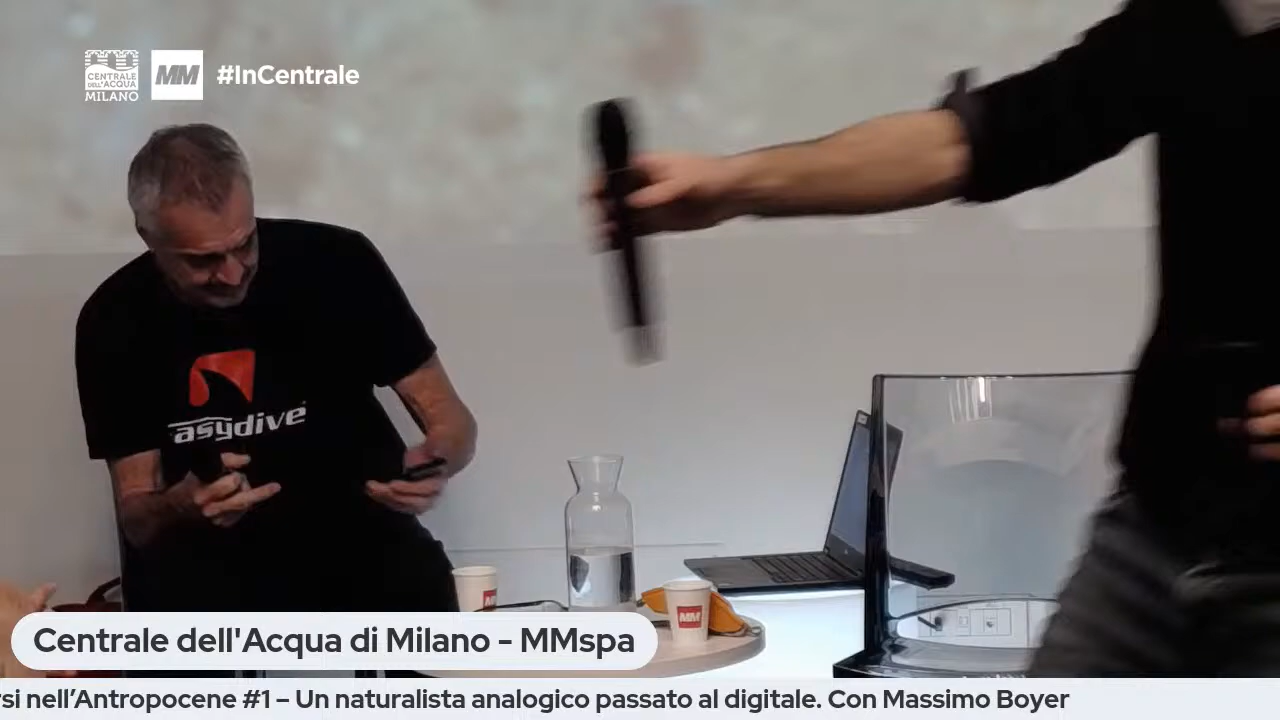 CENTRALE
DELL'ACQUA
MILANO
MM
#InCentrale
asydive
MM
MM
Centrale dell'Acqua di Milano - MMspa
rsi nell’Antropocene #1 – Un naturalista analogico passato al digitale. Con Massimo Boyer